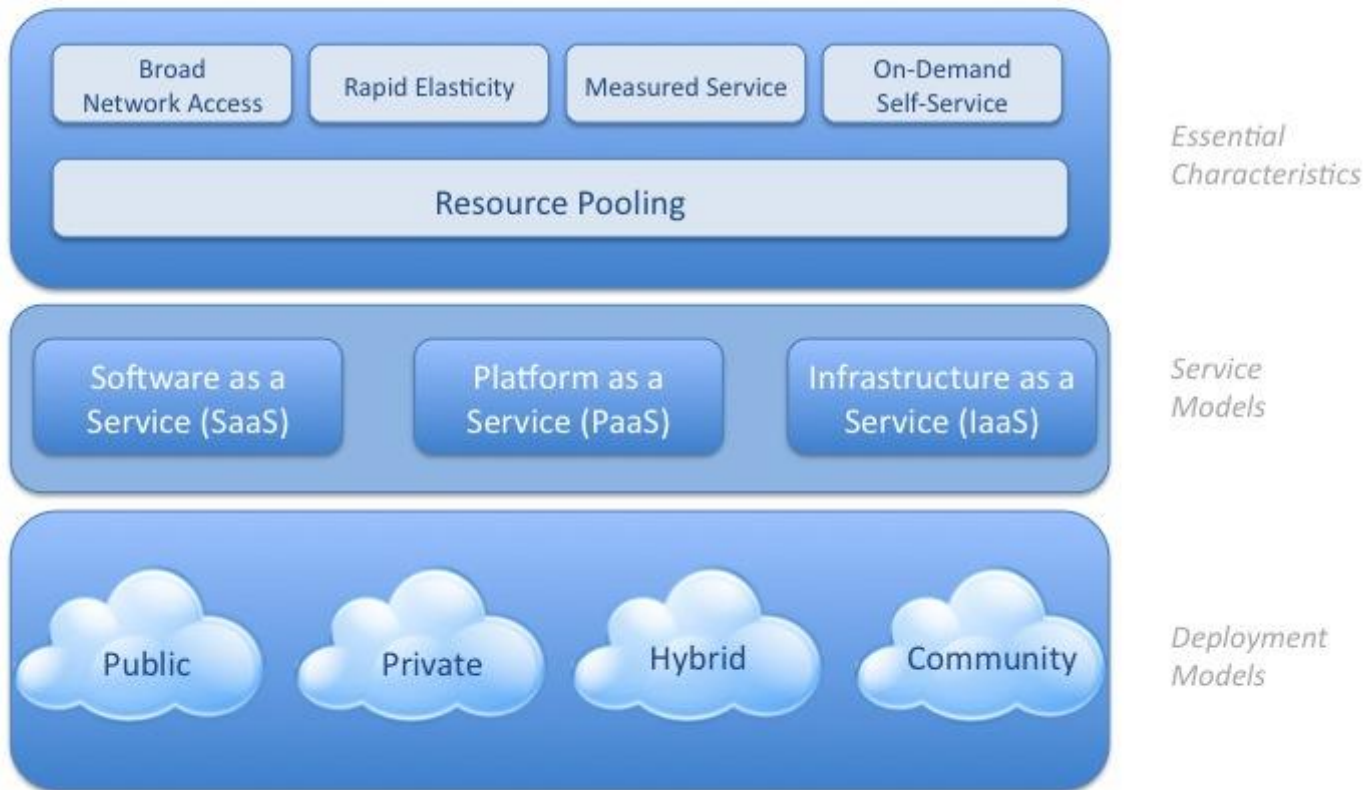 Broad
Network Access
Rapid Elasticity
Measured Service
On-Demand
Self-Service
Resource Pooling
Essential
Characteristics
Software as a
Service (SaaS)
Platform as a
Service (PaaS)
Infrastructure as a
Service (IaaS)
Service
Models
Public
Private
Hybrid
Community
Deployment
Models